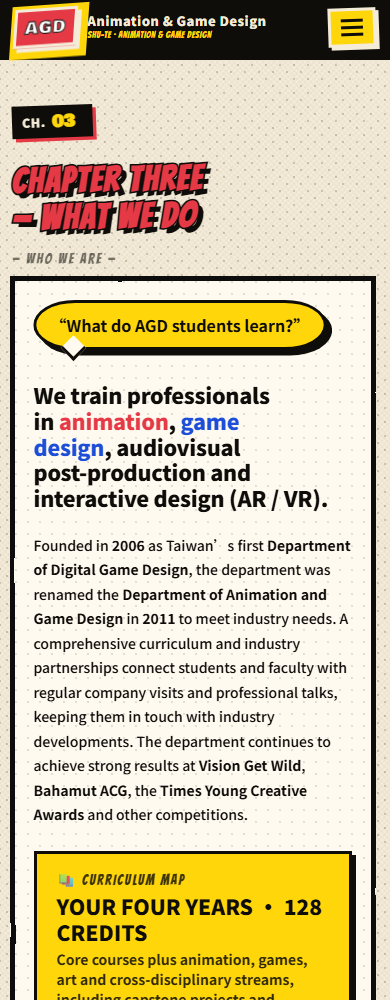 AGD
Animation & Game Design
SHU-TE · ANIMATION & GAME DESIGN
CH. 03
CHAPTER THREE
– WHAT WE DO
– WHO WE ARE –
“What do AGD students learn?”
We train professionals
in animation, game
design, audiovisual
post-production and
interactive design (AR / VR).
Founded in 2006 as Taiwan’s first Department
of Digital Game Design, the department was
renamed the Department of Animation and
Game Design in 2011 to meet industry needs. A
comprehensive curriculum and industry
partnerships connect students and faculty with
regular company visits and professional talks,
keeping them in touch with industry
developments. The department continues to
achieve strong results at Vision Get Wild,
Bahamut ACG, the Times Young Creative
Awards and other competitions.
CURRICULUM MAP
YOUR FOUR YEARS · 128
CREDITS
Core courses plus animation, games,
art and cross-disciplinary streams,
including capstone projects and